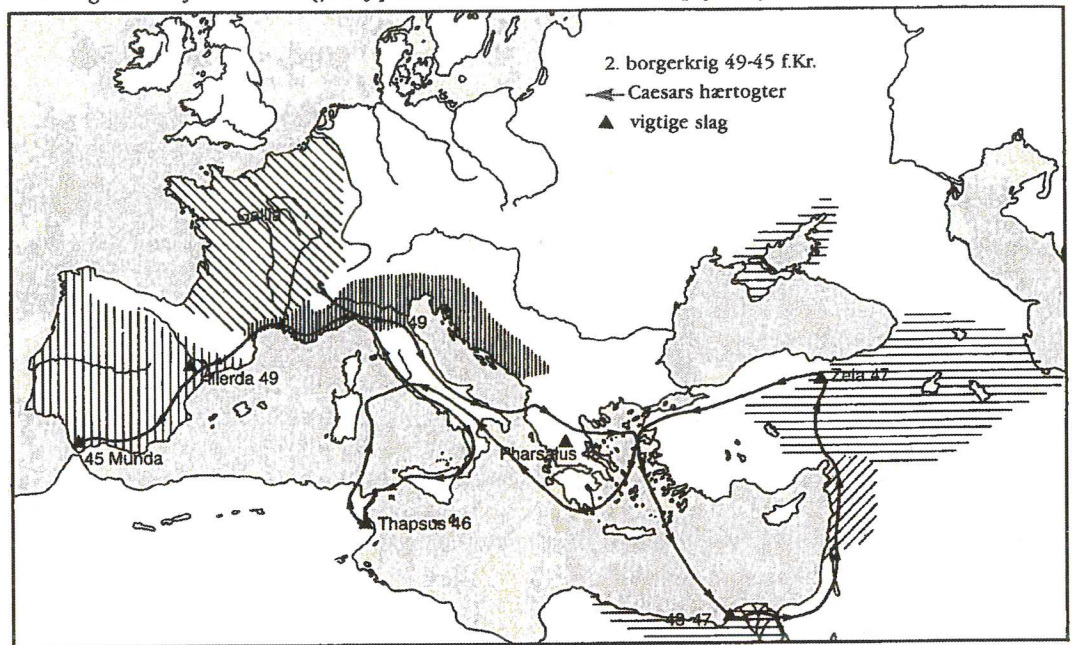 2. borgerkrig 49-45 f.Kr.
Caesars hærtogter
vigtige slag
Gallia
49
Illerda 49
45 Munda
Pharsalus 48
Zela 47
Thapsus 46
48-47